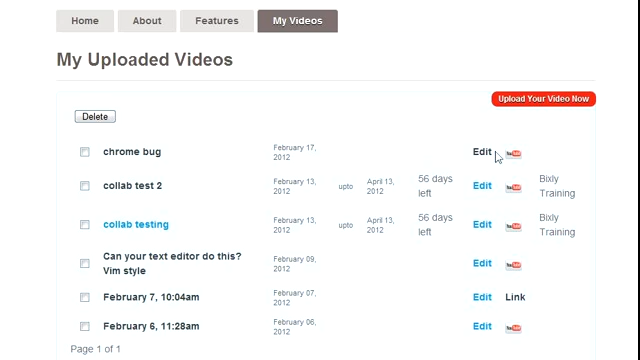 Home About Features My Videos
My Uploaded Videos
Upload Your Video Now
Delete
chrome bug February 17, 2012 Edit
collab test 2 February 13, 2012 upto April 13, 2012 56 days left Edit Bixly Training
collab testing February 13, 2012 upto April 13, 2012 56 days left Edit Bixly Training
Can your text editor do this? Vim style February 09, 2012 Edit
February 7, 10:04am February 07, 2012 Edit Link
February 6, 11:28am February 06, 2012 Edit
Page 1 of 1